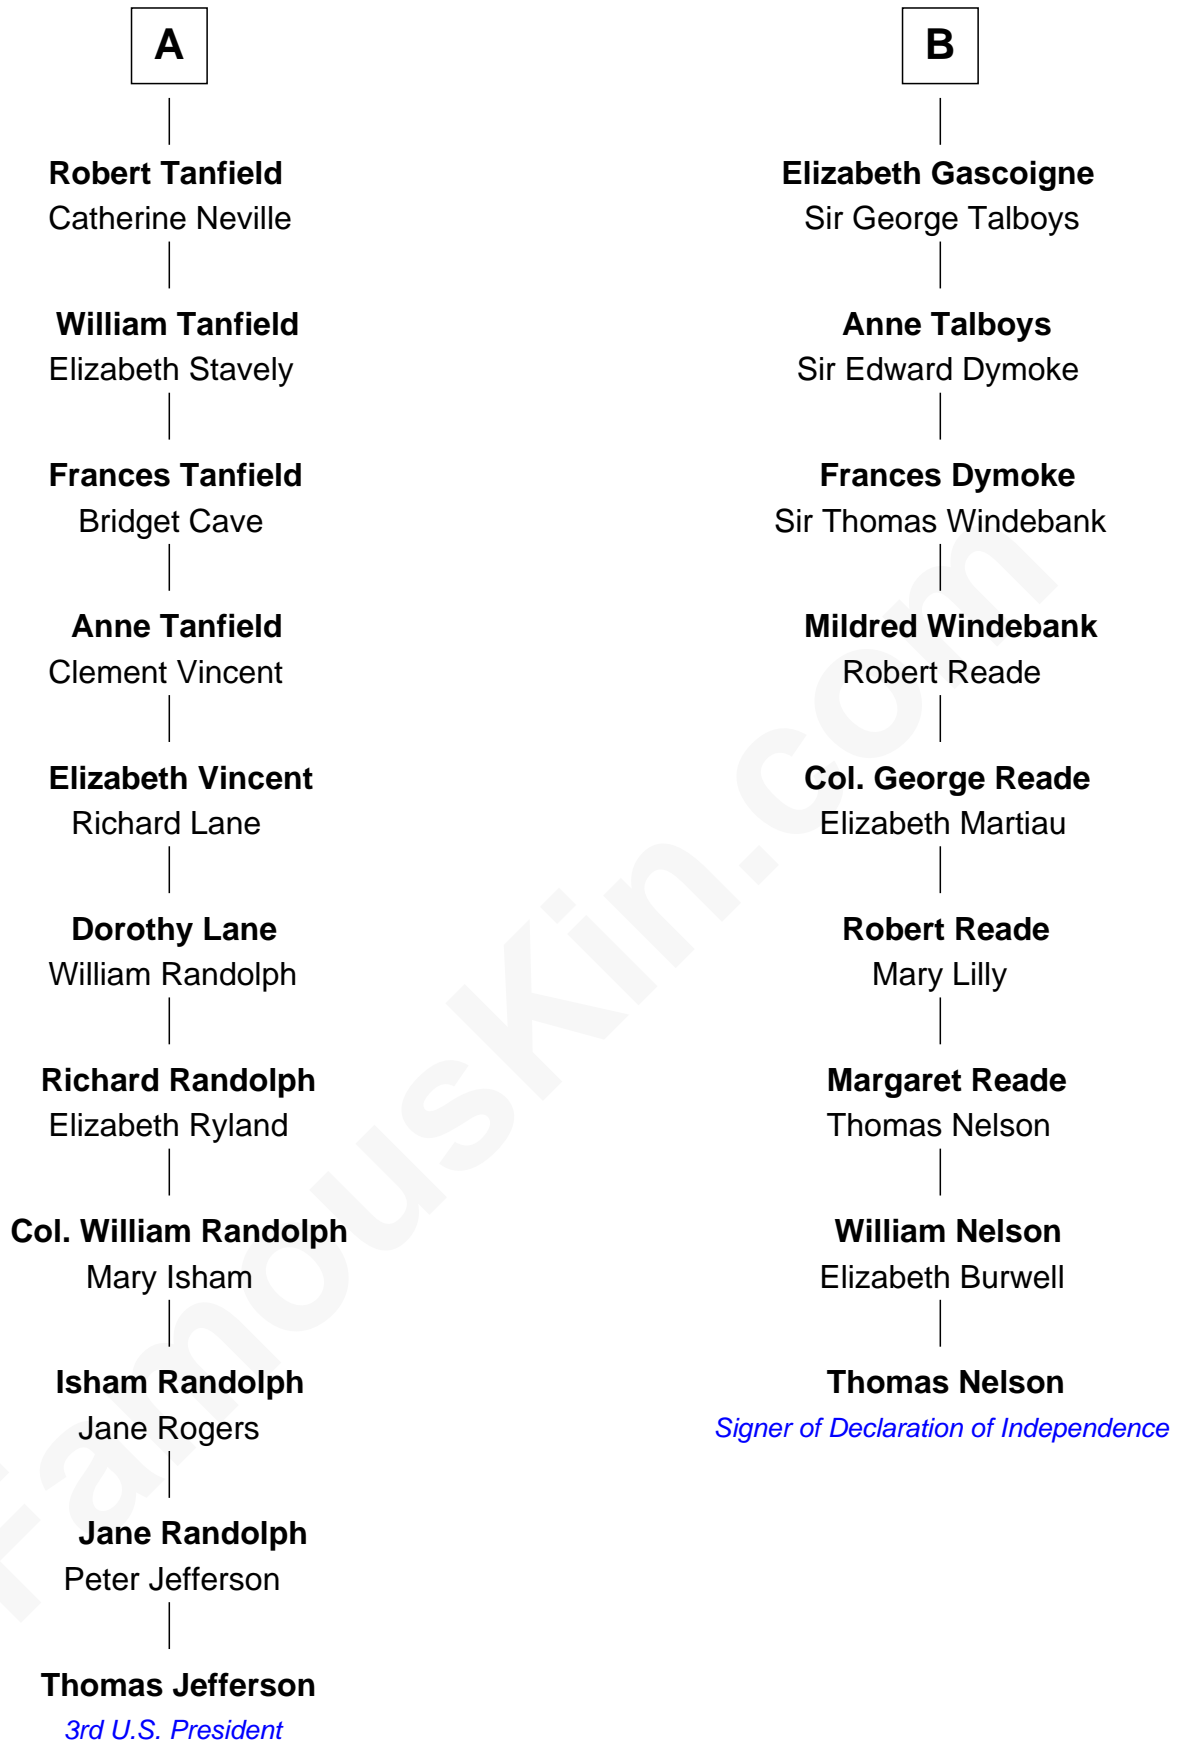 A
Robert Tanfield
Catherine Neville
William Tanfield
Elizabeth Stavely
Frances Tanfield
Bridget Cave
Anne Tanfield
Clement Vincent
Elizabeth Vincent
Richard Lane
Dorothy Lane
William Randolph
Richard Randolph
Elizabeth Ryland
Col. William Randolph
Mary Isham
Isham Randolph
Jane Rogers
Jane Randolph
Peter Jefferson
Thomas Jefferson
3rd U.S. President
B
Elizabeth Gascoigne
Sir George Talboys
Anne Talboys
Sir Edward Dymoke
Frances Dymoke
Sir Thomas Windebank
Mildred Windebank
Robert Reade
Col. George Reade
Elizabeth Martiau
Robert Reade
Mary Lilly
Margaret Reade
Thomas Nelson
William Nelson
Elizabeth Burwell
Thomas Nelson
Signer of Declaration of Independence
FamousKin.com